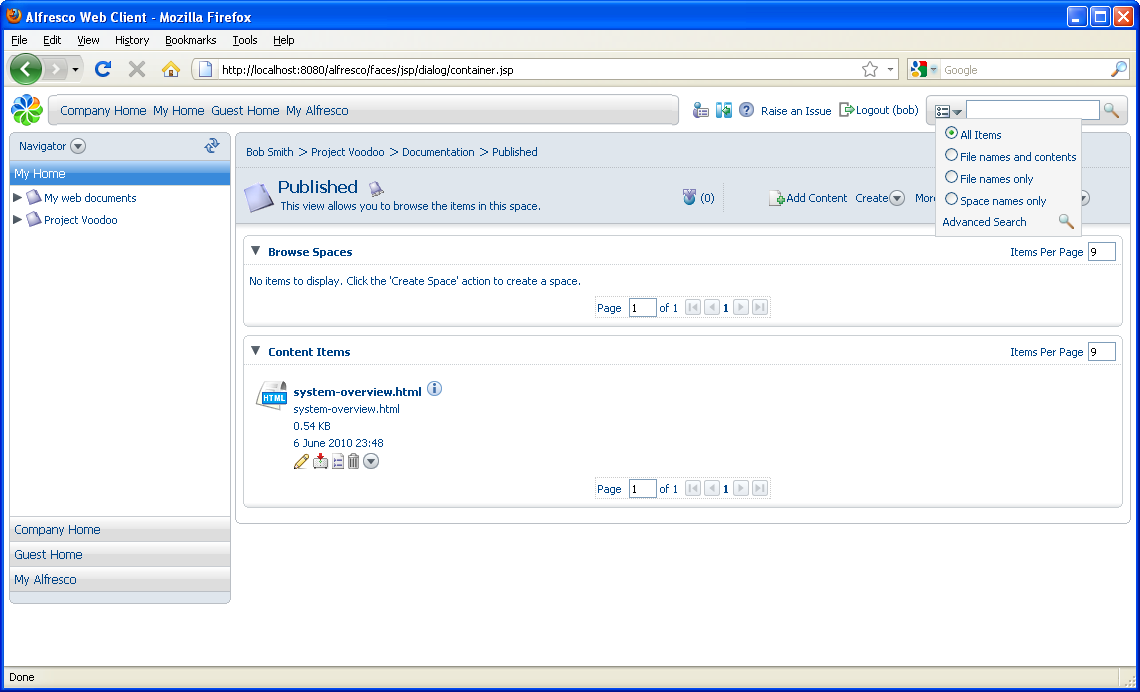 Alfresco Web Client - Mozilla Firefox
File Edit View History Bookmarks Tools Help
http://localhost:8080/alfresco/faces/jsp/dialog/container.jsp
Google
Company Home My Home Guest Home My Alfresco
Raise an Issue
Logout (bob)
All Items
File names and contents
File names only
Space names only
Advanced Search
Navigator
My Home
My web documents
Project Voodoo
Company Home
Guest Home
My Alfresco
Bob Smith > Project Voodoo > Documentation > Published
Published
This view allows you to browse the items in this space.
(0)
Add Content Create More
Browse Spaces
Items Per Page 9
No items to display. Click the 'Create Space' action to create a space.
Page 1 of 1 1
Content Items
Items Per Page 9
HTML
system-overview.html
system-overview.html
0.54 KB
6 June 2010 23:48
Page 1 of 1 1
Done